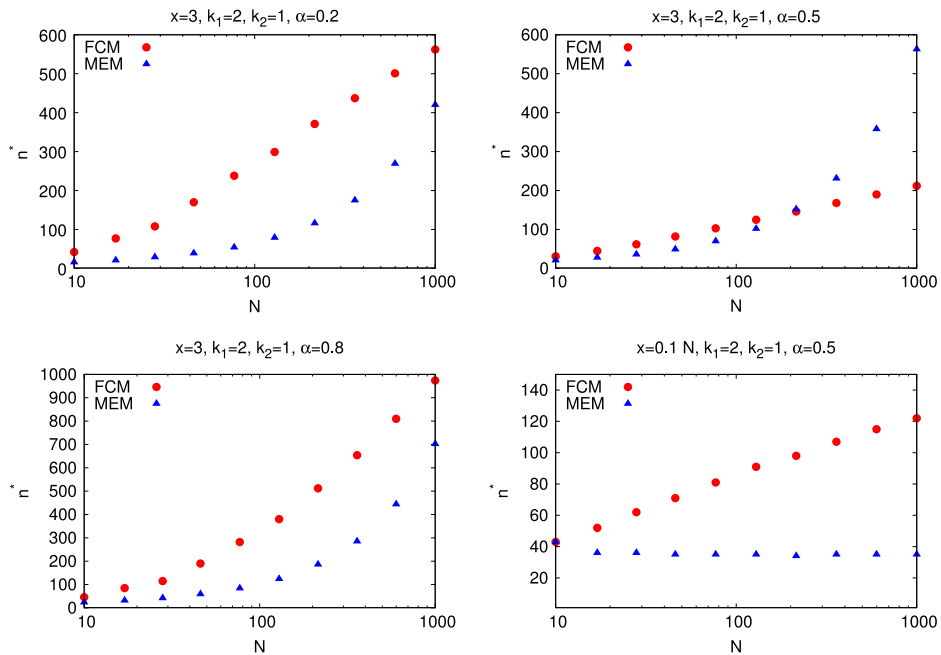 x=3, k₁=2, k₂=1, α=0.2
FCM
MEM
n*
600
500
400
300
200
100
0
10
100
1000
N
x=3, k₁=2, k₂=1, α=0.5
FCM
MEM
n*
600
500
400
300
200
100
0
10
100
1000
N
x=3, k₁=2, k₂=1, α=0.8
FCM
MEM
n*
1000
900
800
700
600
500
400
300
200
100
0
10
100
1000
N
x=0.1 N, k₁=2, k₂=1, α=0.5
FCM
MEM
n*
140
120
100
80
60
40
20
10
100
1000
N